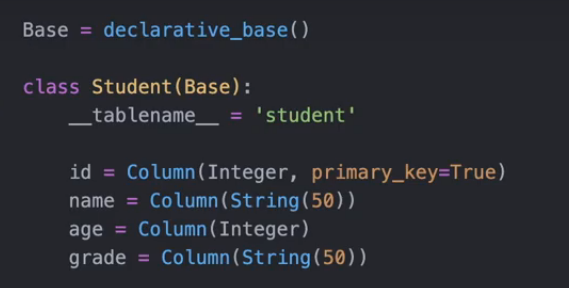 Base = declarative_base()
class Student(Base):
    __tablename__ = 'student'
    id = Column(Integer, primary_key=True)
    name = Column(String(50))
    age = Column(Integer)
    grade = Column(String(50))